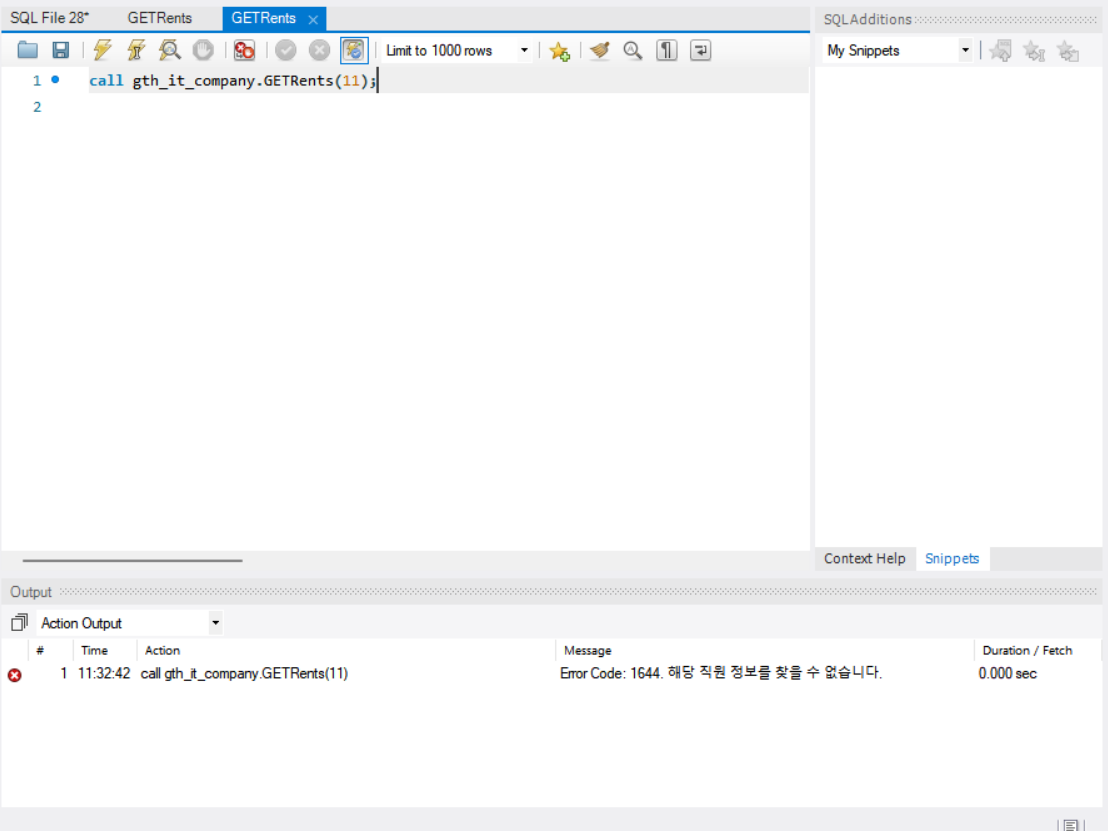 SQL File 28* GETRents GETRents
SQLAdditions
Limit to 1000 rows
My Snippets
1 call gth_it_company.GETRents(11);
2
Context Help Snippets
Output
Action Output
# Time Action Message Duration / Fetch
1 11:32:42 call gth_it_company.GETRents(11) Error Code: 1644. 해당 직원 정보를 찾을 수 없습니다. 0.000 sec